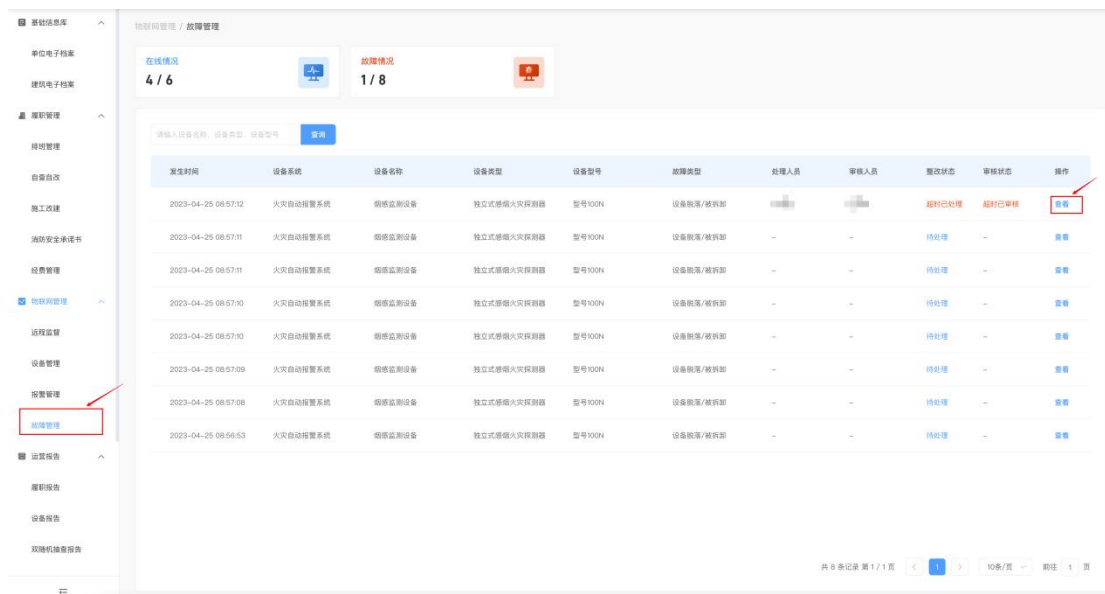 基础信息库
单位电子档案
建筑电子档案
履职管理
排班管理
自查自改
施工改建
消防安全承诺书
经费管理
物联网管理
远程监督
设备管理
报警管理
故障管理
运营报告
履职报告
设备报告
双随机抽查报告
物联网管理 / 故障管理
在线情况
4 / 6
故障情况
1 / 8
请输入设备名称、设备类型、设备型号 查询
发生时间 设备系统 设备名称 设备类型 设备型号 故障类型 处理人员 审核人员 整改状态 审核状态 操作
2023-04-25 08:57:12 火灾自动报警系统 烟感监测设备 独立式感烟火灾探测器 型号100N 设备脱落/被拆卸 超时已处理 超时已审核 查看
2023-04-25 08:57:11 火灾自动报警系统 烟感监测设备 独立式感烟火灾探测器 型号100N 设备脱落/被拆卸 - - 待处理 - 查看
2023-04-25 08:57:11 火灾自动报警系统 烟感监测设备 独立式感烟火灾探测器 型号100N 设备脱落/被拆卸 - - 待处理 - 查看
2023-04-25 08:57:10 火灾自动报警系统 烟感监测设备 独立式感烟火灾探测器 型号100N 设备脱落/被拆卸 - - 待处理 - 查看
2023-04-25 08:57:10 火灾自动报警系统 烟感监测设备 独立式感烟火灾探测器 型号100N 设备脱落/被拆卸 - - 待处理 - 查看
2023-04-25 08:57:09 火灾自动报警系统 烟感监测设备 独立式感烟火灾探测器 型号100N 设备脱落/被拆卸 - - 待处理 - 查看
2023-04-25 08:57:08 火灾自动报警系统 烟感监测设备 独立式感烟火灾探测器 型号100N 设备脱落/被拆卸 - - 待处理 - 查看
2023-04-25 08:56:53 火灾自动报警系统 烟感监测设备 独立式感烟火灾探测器 型号100N 设备脱落/被拆卸 - - 待处理 - 查看
共 8 条记录 第 1 / 1 页 < 1 > 10条/页 前往 1 页